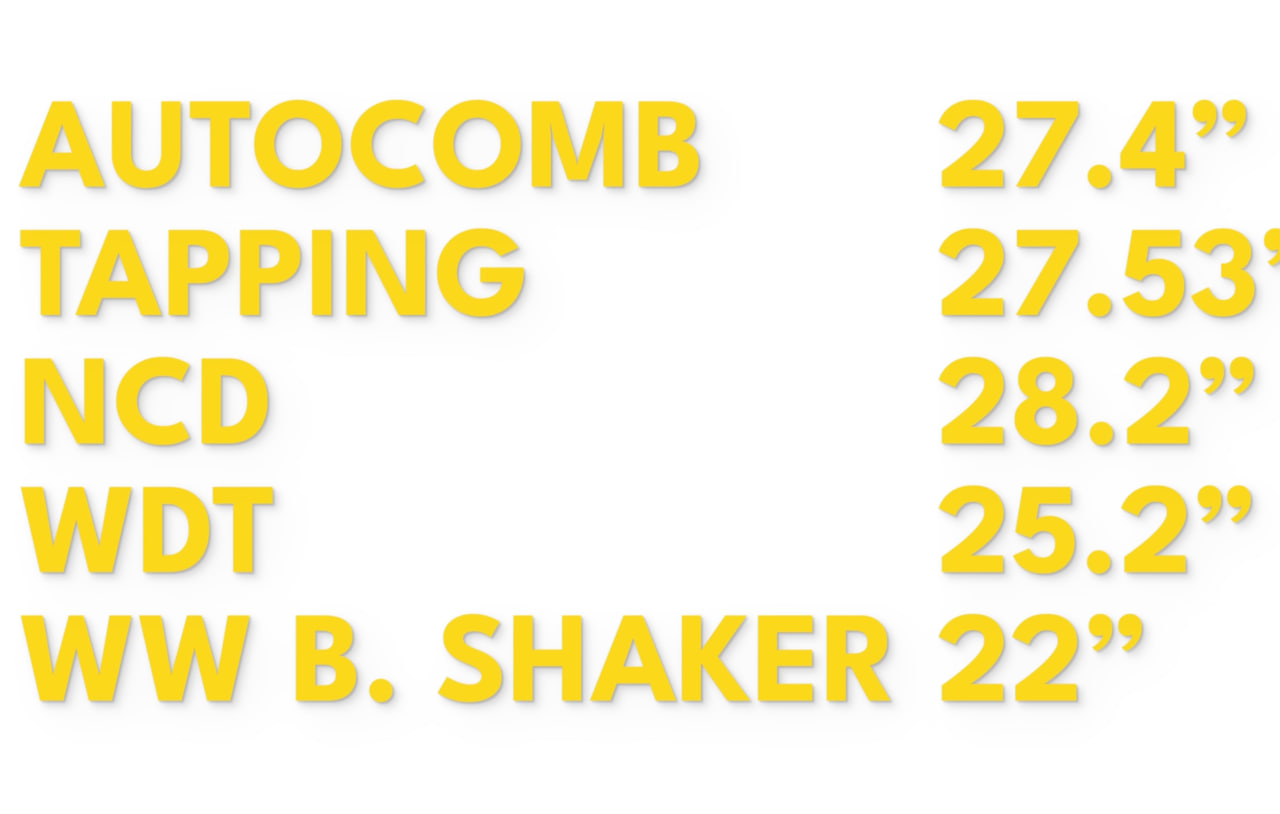 AUTOCOMB 27.4”
TAPPING 27.53”
NCD 28.2”
WDT 25.2”
WW B. SHAKER 22”